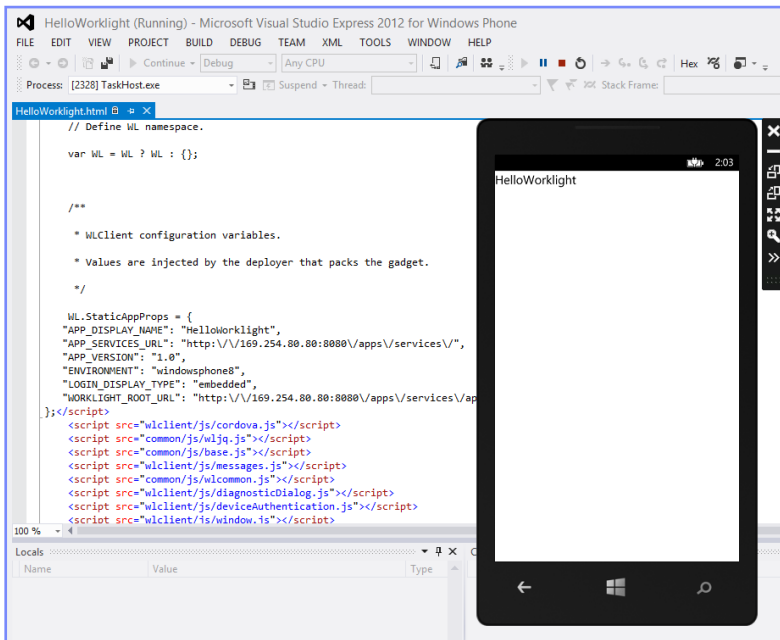 HelloWorklight (Running) - Microsoft Visual Studio Express 2012 for Windows Phone
FILE EDIT VIEW PROJECT BUILD DEBUG TEAM XML TOOLS WINDOW HELP
Continue Debug Any CPU Hex
Process: [2328] TaskHost.exe Suspend Thread: Stack Frame:
HelloWorklight.html
// Define WL namespace.
var WL = WL ? WL : {};
/**
* WLClient configuration variables.
* Values are injected by the deployer that packs the gadget.
*/
WL.StaticAppProps = {
"APP_DISPLAY_NAME": "HelloWorklight",
"APP_SERVICES_URL": "http:\/\/169.254.80.80:8080\/apps\/services\/",
"APP_VERSION": "1.0",
"ENVIRONMENT": "windowsphone8",
"LOGIN_DISPLAY_TYPE": "embedded",
"WORKLIGHT_ROOT_URL": "http:\/\/169.254.80.80:8080\/apps\/services\/ap
};</script>
<script src="wlclient/js/cordova.js"></script>
<script src="common/js/wljq.js"></script>
<script src="common/js/base.js"></script>
<script src="wlclient/js/messages.js"></script>
<script src="common/js/wlcommon.js"></script>
<script src="wlclient/js/diagnosticDialog.js"></script>
<script src="wlclient/js/deviceAuthentication.js"></script>
<script src="wlclient/js/window.js"></script>
100 %
Locals
Name Value Type
2:03
HelloWorklight